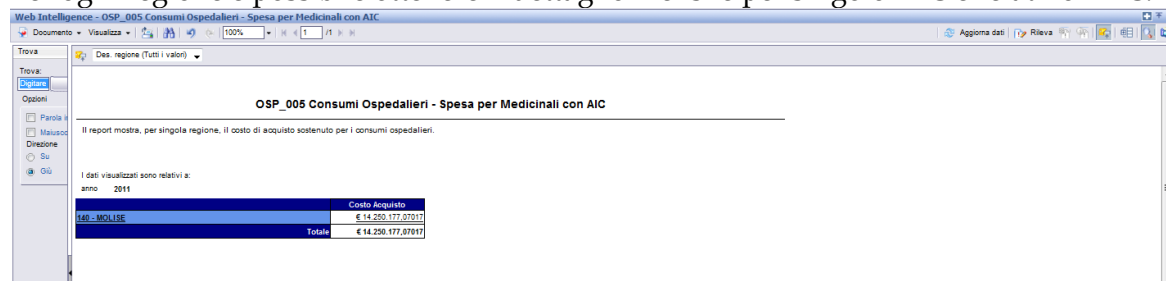 Web Intelligence - OSP_005 Consumi Ospedalieri - Spesa per Medicinali con AIC
Documento Visualizza 100% 1 /1 Aggiorna dati Rileva
Trova Des. regione (Tutti i valori)
Trova:
Digitare
Opzioni
OSP_005 Consumi Ospedalieri - Spesa per Medicinali con AIC
Parola
Il report mostra, per singola regione, il costo di acquisto sostenuto per i consumi ospedalieri.
Direzione
Su
Giù
I dati visualizzati sono relativi a:
anno 2011
Costo Acquisto
140 - MOLISE € 14.250.177,07017
Totale € 14.250.177,07017